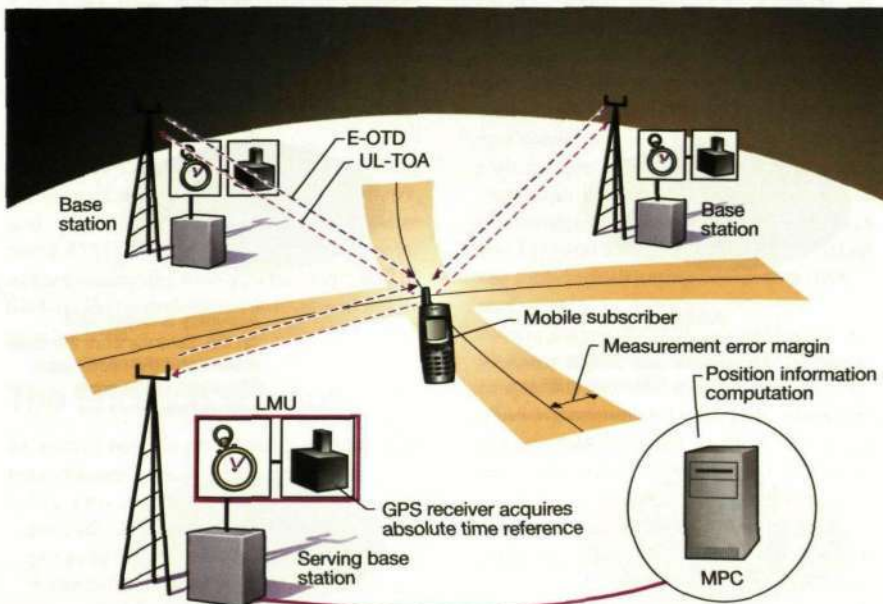 E-OTD
UL-TOA
Base
station
Base
station
Mobile subscriber
Measurement error margin
Position information
computation
LMU
GPS receiver acquires
absolute time reference
Serving base
station
MPC